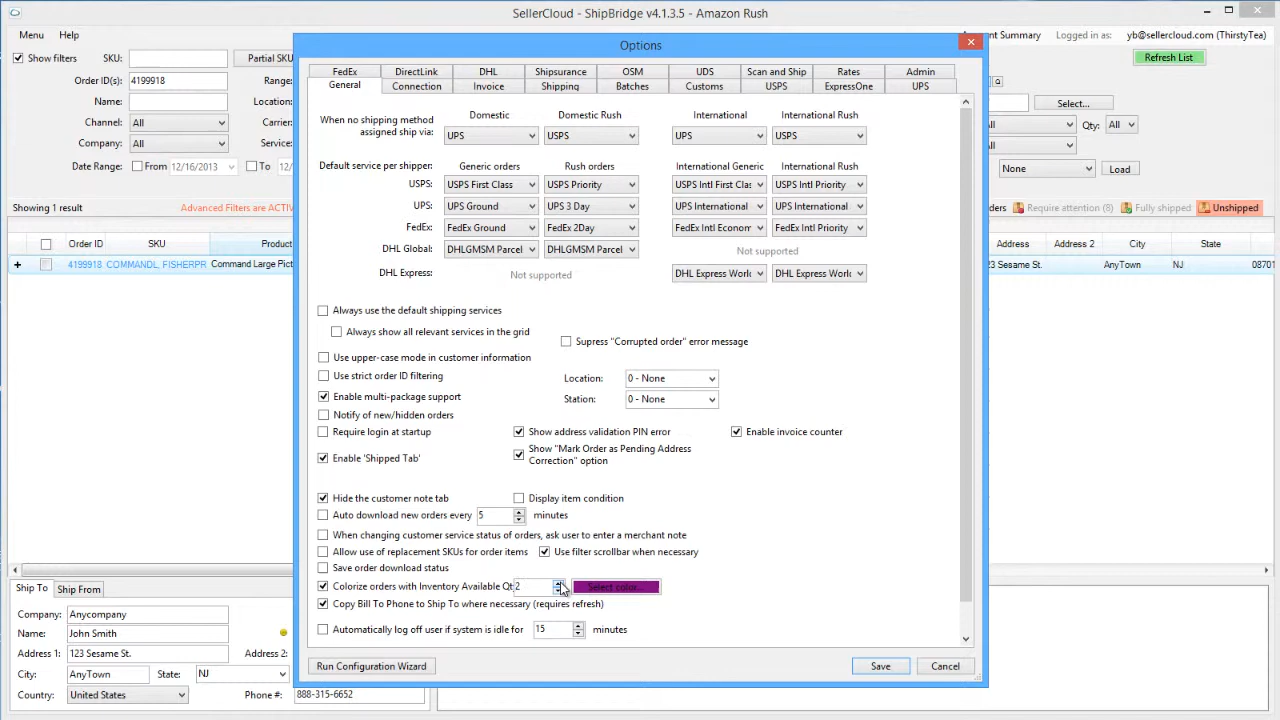 SellerCloud - ShipBridge v4.1.3.5 - Amazon Rush
Menu Help
Account Summary Logged in as: yb@sellercloud.com (ThirstyTea)
Show filters SKU: Partial SKU
Refresh List
Order ID(s): 4199918 Range:
Name: Location: Select...
Channel: All Carrier: All Qty: All
Company: All Service: All
Date Range: From 12/16/2013 To 12/
None Load
Showing 1 result Advanced Filters are ACTIV
Require attention (8) Fully shipped Unshipped
Order ID SKU Product
Address Address 2 City State
4199918 COMMANDL, FISHERPR Command Large Pict
23 Sesame St. AnyTown NJ 08701
Options
FedEx DirectLink DHL Shipsurance OSM UDS Scan and Ship Rates Admin
General Connection Invoice Shipping Batches Customs USPS ExpressOne UPS
Domestic Domestic Rush International International Rush
When no shipping method
assigned ship via:
UPS USPS UPS USPS
Default service per shipper: Generic orders Rush orders International Generic International Rush
USPS: USPS First Class USPS Priority USPS Intl First Clas USPS Intl Priority
UPS: UPS Ground UPS 3 Day UPS International UPS International
FedEx: FedEx Ground FedEx 2Day FedEx Intl Econom FedEx Intl Priority
DHL Global: DHLGMSM Parcel DHLGMSM Parcel Not supported
DHL Express: Not supported DHL Express Work DHL Express Work
Always use the default shipping services
Always show all relevant services in the grid
Supress "Corrupted order" error message
Use upper-case mode in customer information
Use strict order ID filtering Location: 0 - None
Enable multi-package support Station: 0 - None
Notify of new/hidden orders
Require login at startup Show address validation PIN error Enable invoice counter
Enable 'Shipped Tab' Show "Mark Order as Pending Address
Correction" option
Hide the customer note tab Display item condition
Auto download new orders every 5 minutes
When changing customer service status of orders, ask user to enter a merchant note
Allow use of replacement SKUs for order items Use filter scrollbar when necessary
Save order download status
Colorize orders with Inventory Available Qt 2 Select color...
Copy Bill To Phone to Ship To where necessary (requires refresh)
Automatically log off user if system is idle for 15 minutes
Run Configuration Wizard Save Cancel
Ship To Ship From
Company: Anycompany
Name: John Smith
Address 1: 123 Sesame St. Address 2:
City: AnyTown State: NJ
Country: United States Phone #: 888-315-6652